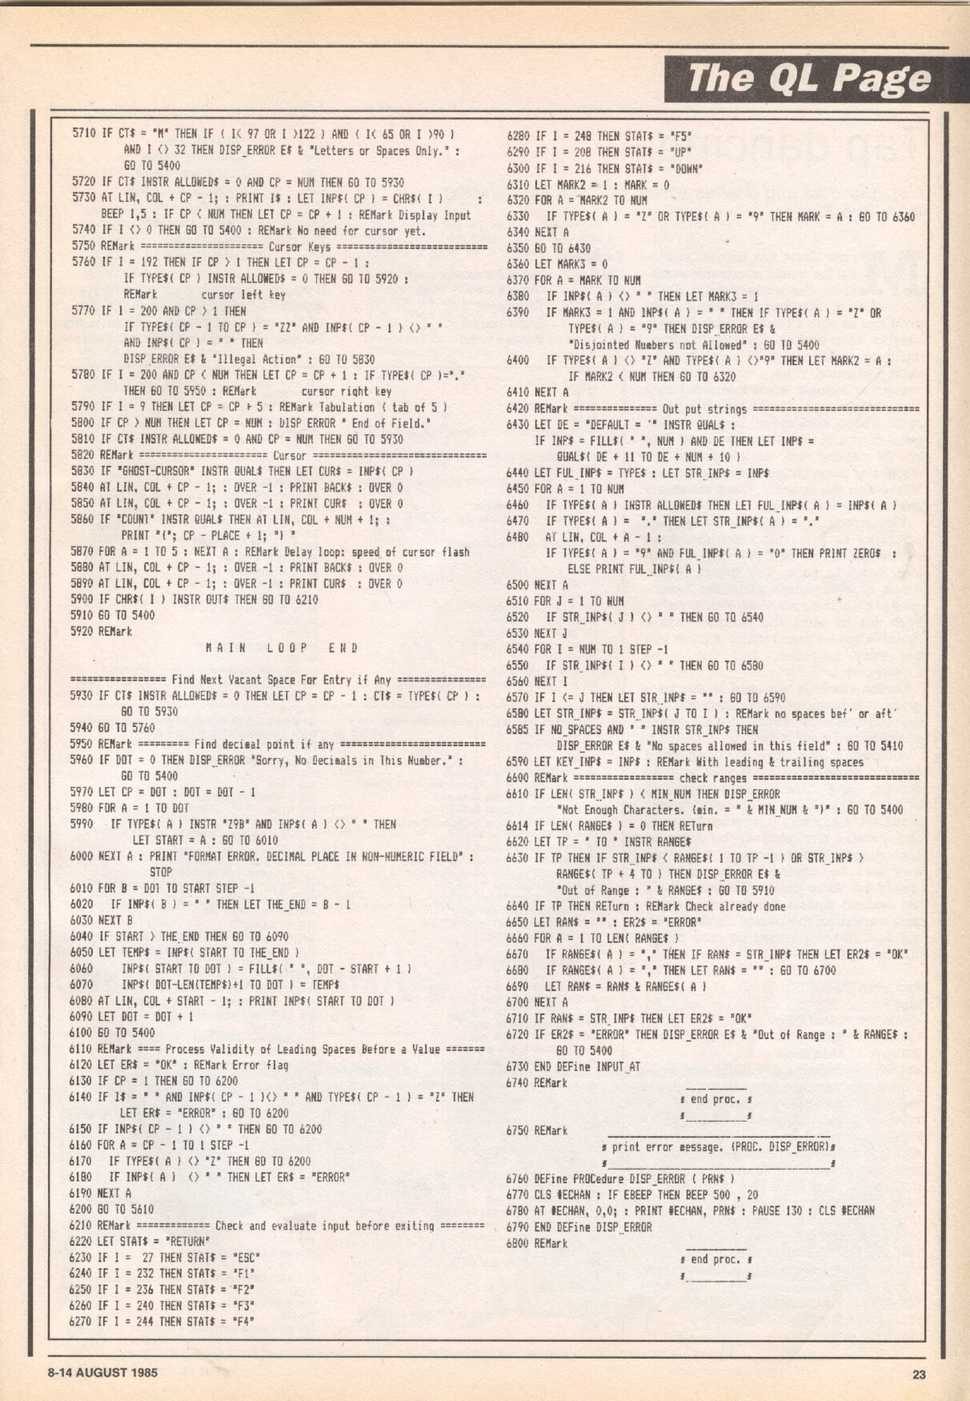 The QL Page
5710 IF CT$ = "M" THEN IF ( I< 97 OR I >122 ) AND ( I< 65 OR I >90 )
AND I <> 32 THEN DISP_ERROR E$ & "Letters or Spaces Only." :
GO TO 5400
5720 IF CT$ INSTR ALLOWED$ = 0 AND CP = NUM THEN GO TO 5930
5730 AT LIN, COL + CP - 1; : PRINT I$ : LET INP$( CP ) = CHR$( I ) :
BEEP 1,5 : IF CP < NUM THEN LET CP = CP + 1 : REMark Display Input
5740 IF I <> 0 THEN GO TO 5400 : REMark No need for cursor yet.
5750 REMark ====================== Cursor Keys ===========================
5760 IF I = 192 THEN IF CP > 1 THEN LET CP = CP - 1 :
IF TYPE$( CP ) INSTR ALLOWED$ = 0 THEN GO TO 5920 :
REMark cursor left key
5770 IF I = 200 AND CP > 1 THEN
IF TYPE$( CP - 1 TO CP ) = "ZZ" AND INP$( CP - 1 ) <> " "
AND INP$( CP ) = " " THEN
DISP_ERROR E$ & "Illegal Action" : GO TO 5830
5780 IF I = 200 AND CP < NUM THEN LET CP = CP + 1 : IF TYPE$( CP )="."
THEN GO TO 5950 : REMark cursor right key
5790 IF I = 9 THEN LET CP = CP + 5 : REMark Tabulation ( tab of 5 )
5800 IF CP > NUM THEN LET CP = NUM : DISP ERROR " End of Field."
5810 IF CT$ INSTR ALLOWED$ = 0 AND CP = NUM THEN GO TO 5930
5820 REMark ======================= Cursor ===============================
5830 IF "GHOST-CURSOR" INSTR QUAL$ THEN LET CUR$ = INP$( CP )
5840 AT LIN, COL + CP - 1; : OVER -1 : PRINT BACK$ : OVER 0
5850 AT LIN, COL + CP - 1; : OVER -1 : PRINT CUR$ : OVER 0
5860 IF "COUNT" INSTR QUAL$ THEN AT LIN, COL + NUM + 1; :
PRINT "("; CP - PLACE + 1; ") "
5870 FOR A = 1 TO 5 : NEXT A : REMark Delay loop: speed of cursor flash
5880 AT LIN, COL + CP - 1; : OVER -1 : PRINT BACK$ : OVER 0
5890 AT LIN, COL + CP - 1; : OVER -1 : PRINT CUR$ : OVER 0
5900 IF CHR$( I ) INSTR OUT$ THEN GO TO 6210
5910 GO TO 5400
5920 REMark
MAIN LOOP END
================= Find Next Vacant Space For Entry if Any ================
5930 IF CT$ INSTR ALLOWED$ = 0 THEN LET CP = CP - 1 : CT$ = TYPE$( CP ) :
GO TO 5930
5940 GO TO 5760
5950 REMark ========= Find decimal point if any ==========================
5960 IF DOT = 0 THEN DISP_ERROR "Sorry, No Decimals in This Number." :
GO TO 5400
5970 LET CP = DOT : DOT = DOT - 1
5980 FOR A = 1 TO DOT
5990 IF TYPE$( A ) INSTR "Z9B" AND INP$( A ) <> " " THEN
LET START = A : GO TO 6010
6000 NEXT A : PRINT "FORMAT ERROR. DECIMAL PLACE IN NON-NUMERIC FIELD" :
STOP
6010 FOR B = DOT TO START STEP -1
6020 IF INP$( B ) = " " THEN LET THE_END = B - 1
6030 NEXT B
6040 IF START > THE_END THEN GO TO 6090
6050 LET TEMP$ = INP$( START TO THE_END )
6060 INP$( START TO DOT ) = FILL$( " ", DOT - START + 1 )
6070 INP$( DOT-LEN(TEMP$)+1 TO DOT ) = TEMP$
6080 AT LIN, COL + START - 1; : PRINT INP$( START TO DOT )
6090 LET DOT = DOT + 1
6100 GO TO 5400
6110 REMark ==== Process Validity of Leading Spaces Before a Value =======
6120 LET ER$ = "OK" : REMark Error flag
6130 IF CP = 1 THEN GO TO 6200
6140 IF I$ = " " AND INP$( CP - 1 )<> " " AND TYPE$( CP - 1 ) = "Z" THEN
LET ER$ = "ERROR" : GO TO 6200
6150 IF INP$( CP - 1 ) <> " " THEN GO TO 6200
6160 FOR A = CP - 1 TO 1 STEP -1
6170 IF TYPE$( A ) <> "Z" THEN GO TO 6200
6180 IF INP$( A ) <> " " THEN LET ER$ = "ERROR"
6190 NEXT A
6200 GO TO 5610
6210 REMark ============= Check and evaluate input before exiting ========
6220 LET STAT$ = "RETURN"
6230 IF I = 27 THEN STAT$ = "ESC"
6240 IF I = 232 THEN STAT$ = "F1"
6250 IF I = 236 THEN STAT$ = "F2"
6260 IF I = 240 THEN STAT$ = "F3"
6270 IF I = 244 THEN STAT$ = "F4"
6280 IF I = 248 THEN STAT$ = "F5"
6290 IF I = 208 THEN STAT$ = "UP"
6300 IF I = 216 THEN STAT$ = "DOWN"
6310 LET MARK2 = 1 : MARK = 0
6320 FOR A = MARK2 TO NUM
6330 IF TYPE$( A ) = "Z" OR TYPE$( A ) = "9" THEN MARK = A : GO TO 6360
6340 NEXT A
6350 GO TO 6430
6360 LET MARK3 = 0
6370 FOR A = MARK TO NUM
6380 IF INP$( A ) <> " " THEN LET MARK3 = 1
6390 IF MARK3 = 1 AND INP$( A ) = " " THEN IF TYPE$( A ) = "Z" OR
TYPE$( A ) = "9" THEN DISP_ERROR E$ &
"Disjointed Numbers not Allowed" : GO TO 5400
6400 IF TYPE$( A ) <> "Z" AND TYPE$( A ) <>"9" THEN LET MARK2 = A :
IF MARK2 < NUM THEN GO TO 6320
6410 NEXT A
6420 REMark =============== Out put strings ==============================
6430 LET DE = "DEFAULT = '" INSTR QUAL$ :
IF INP$ = FILL$( " ", NUM ) AND DE THEN LET INP$ =
QUAL$( DE + 11 TO DE + NUM + 10 )
6440 LET FUL_INP$ = TYPE$ : LET STR_INP$ = INP$
6450 FOR A = 1 TO NUM
6460 IF TYPE$( A ) INSTR ALLOWED$ THEN LET FUL_INP$( A ) = INP$( A )
6470 IF TYPE$( A ) = "." THEN LET STR_INP$( A ) = "."
6480 AT LIN, COL + A - 1 :
IF TYPE$( A ) = "9" AND FUL_INP$( A ) = "0" THEN PRINT ZERO$ :
ELSE PRINT FUL_INP$( A )
6500 NEXT A
6510 FOR J = 1 TO NUM
6520 IF STR_INP$( J ) <> " " THEN GO TO 6540
6530 NEXT J
6540 FOR I = NUM TO 1 STEP -1
6550 IF STR_INP$( I ) <> " " THEN GO TO 6580
6560 NEXT I
6570 IF I <= J THEN LET STR_INP$ = "" : GO TO 6590
6580 LET STR_INP$ = STR_INP$( J TO I ) : REMark no spaces bef' or aft'
6585 IF NO_SPACES AND " " INSTR STR_INP$ THEN
DISP_ERROR E$ & "No spaces allowed in this field" : GO TO 5410
6590 LET KEY_INP$ = INP$ : REMark With leading & trailing spaces
6600 REMark ================== check ranges ==============================
6610 IF LEN( STR_INP$ ) < MIN_NUM THEN DISP_ERROR
"Not Enough Characters. (min. = " & MIN_NUM & ")" : GO TO 5400
6614 IF LEN( RANGE$ ) = 0 THEN RETurn
6620 LET TP = " TO " INSTR RANGE$
6630 IF TP THEN IF STR_INP$ < RANGE$( 1 TO TP -1 ) OR STR_INP$ >
RANGE$( TP + 4 TO ) THEN DISP_ERROR E$ &
"Out of Range : " & RANGE$ : GO TO 5910
6640 IF TP THEN RETurn : REMark Check already done
6650 LET RAN$ = "" : ER2$ = "ERROR"
6660 FOR A = 1 TO LEN( RANGE$ )
6670 IF RANGE$( A ) = "," THEN IF RAN$ = STR_INP$ THEN LET ER2$ = "OK"
6680 IF RANGE$( A ) = "," THEN LET RAN$ = "" : GO TO 6700
6690 LET RAN$ = RAN$ & RANGE$( A )
6700 NEXT A
6710 IF RAN$ = STR_INP$ THEN LET ER2$ = "OK"
6720 IF ER2$ = "ERROR" THEN DISP_ERROR E$ & "Out of Range : " & RANGE$ :
GO TO 5400
6730 END DEFine INPUT_AT
6740 REMark
# end proc. #
#__________#
6750 REMark
# print error message. (PROC. DISP_ERROR)#
#____________________________________#
6760 DEFine PROCedure DISP_ERROR ( PRN$ )
6770 CLS #ECHAN : IF EBEEP THEN BEEP 500 , 20
6780 AT #ECHAN, 0,0; : PRINT #ECHAN, PRN$ : PAUSE 130 : CLS #ECHAN
6790 END DEFine DISP_ERROR
6800 REMark
# end proc. #
#__________#
8-14 AUGUST 1985
23